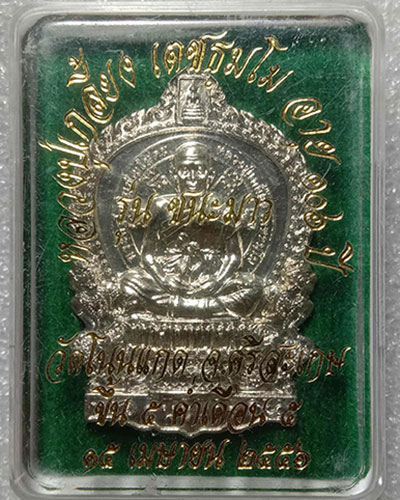 หลวงปู่เกลี้ยง เตชธมฺโม อายุ ๑๐๖ ปี
รุ่น ชนะมาร
วัดโนนแกด จ.ศรีสะเกษ
ขึ้น ๕ ค่ำเดือน ๕
๑๕ เมษายน ๒๕๕๖